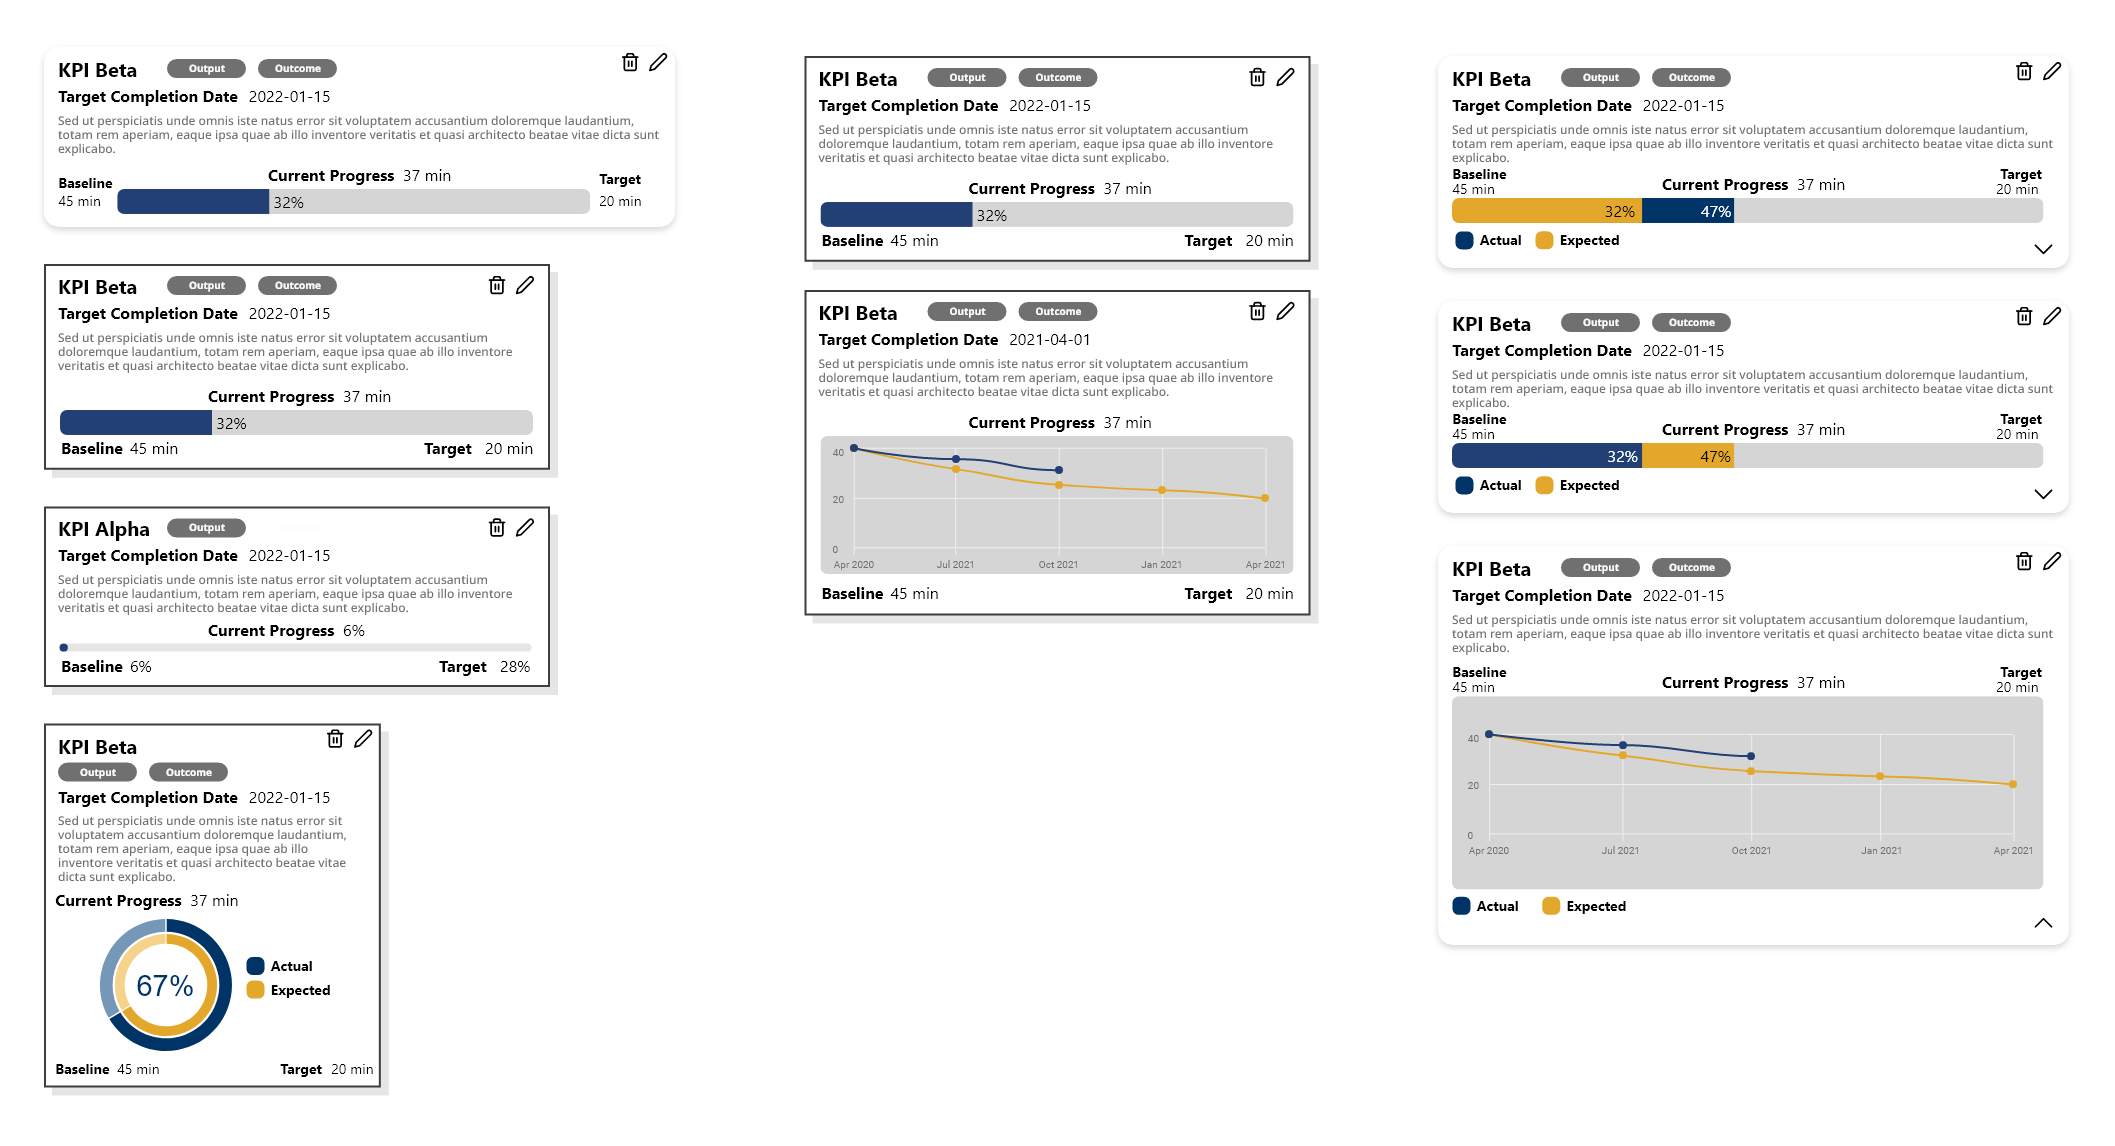 KPI Beta Output Outcome
Target Completion Date 2022-01-15
Sed ut perspiciatis unde omnis iste natus error sit voluptatem accusantium doloremque laudantium,
totam rem aperiam, eaque ipsa quae ab illo inventore veritatis et quasi architecto beatae vitae dicta sunt
explicabo.
Current Progress 37 min
Baseline
45 min
32%
Target
20 min
KPI Beta Output Outcome
Target Completion Date 2022-01-15
Sed ut perspiciatis unde omnis iste natus error sit voluptatem accusantium
doloremque laudantium, totam rem aperiam, eaque ipsa quae ab illo inventore
veritatis et quasi architecto beatae vitae dicta sunt explicabo.
Current Progress 37 min
32%
Baseline 45 min Target 20 min
KPI Alpha Output
Target Completion Date 2022-01-15
Sed ut perspiciatis unde omnis iste natus error sit voluptatem accusantium
doloremque laudantium, totam rem aperiam, eaque ipsa quae ab illo inventore
veritatis et quasi architecto beatae vitae dicta sunt explicabo.
Current Progress 6%
Baseline 6% Target 28%
KPI Beta
Output Outcome
Target Completion Date 2022-01-15
Sed ut perspiciatis unde omnis iste natus error sit
voluptatem accusantium doloremque laudantium,
totam rem aperiam, eaque ipsa quae ab illo
inventore veritatis et quasi architecto beatae vitae
dicta sunt explicabo.
Current Progress 37 min
67%
Actual
Expected
Baseline 45 min Target 20 min
KPI Beta Output Outcome
Target Completion Date 2022-01-15
Sed ut perspiciatis unde omnis iste natus error sit voluptatem accusantium
doloremque laudantium, totam rem aperiam, eaque ipsa quae ab illo inventore
veritatis et quasi architecto beatae vitae dicta sunt explicabo.
Current Progress 37 min
32%
Baseline 45 min Target 20 min
KPI Beta Output Outcome
Target Completion Date 2021-04-01
Sed ut perspiciatis unde omnis iste natus error sit voluptatem accusantium
doloremque laudantium, totam rem aperiam, eaque ipsa quae ab illo inventore
veritatis et quasi architecto beatae vitae dicta sunt explicabo.
Current Progress 37 min
40
20
0
Apr 2020 Jul 2021 Oct 2021 Jan 2021 Apr 2021
Baseline 45 min Target 20 min
KPI Beta Output Outcome
Target Completion Date 2022-01-15
Sed ut perspiciatis unde omnis iste natus error sit voluptatem accusantium doloremque laudantium,
totam rem aperiam, eaque ipsa quae ab illo inventore veritatis et quasi architecto beatae vitae dicta sunt
explicabo.
Baseline
45 min
Current Progress 37 min
Target
20 min
32% 47%
Actual Expected
KPI Beta Output Outcome
Target Completion Date 2022-01-15
Sed ut perspiciatis unde omnis iste natus error sit voluptatem accusantium doloremque laudantium,
totam rem aperiam, eaque ipsa quae ab illo inventore veritatis et quasi architecto beatae vitae dicta sunt
explicabo.
Baseline
45 min
Current Progress 37 min
Target
20 min
32% 47%
Actual Expected
KPI Beta Output Outcome
Target Completion Date 2022-01-15
Sed ut perspiciatis unde omnis iste natus error sit voluptatem accusantium doloremque laudantium,
totam rem aperiam, eaque ipsa quae ab illo inventore veritatis et quasi architecto beatae vitae dicta sunt
explicabo.
Baseline
45 min
Current Progress 37 min
Target
20 min
40
20
0
Apr 2020 Jul 2021 Oct 2021 Jan 2021 Apr 2021
Actual Expected